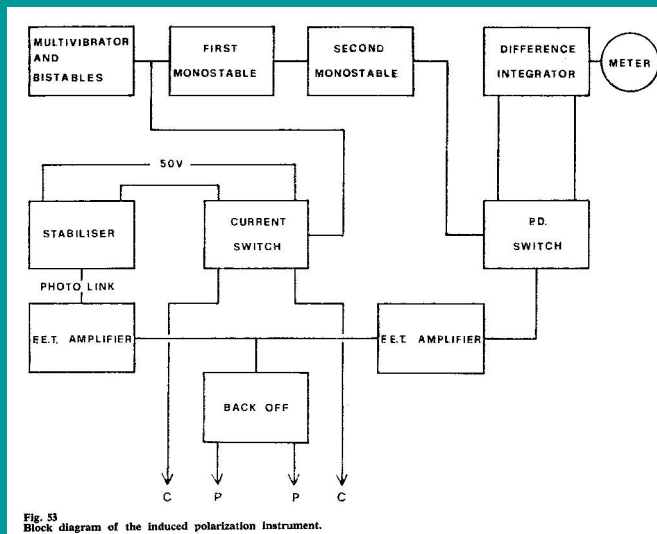 MULTIVIBRATOR
AND
BISTABLES
FIRST
MONOSTABLE
SECOND
MONOSTABLE
DIFFERENCE
INTEGRATOR
METER
50V
STABILISER
CURRENT
SWITCH
P.D.
SWITCH
PHOTO LINK
F.E.T. AMPLIFIER
F.E.T. AMPLIFIER
BACK OFF
C
P
P
C
Fig. 53
Block diagram of the induced polarization instrument.